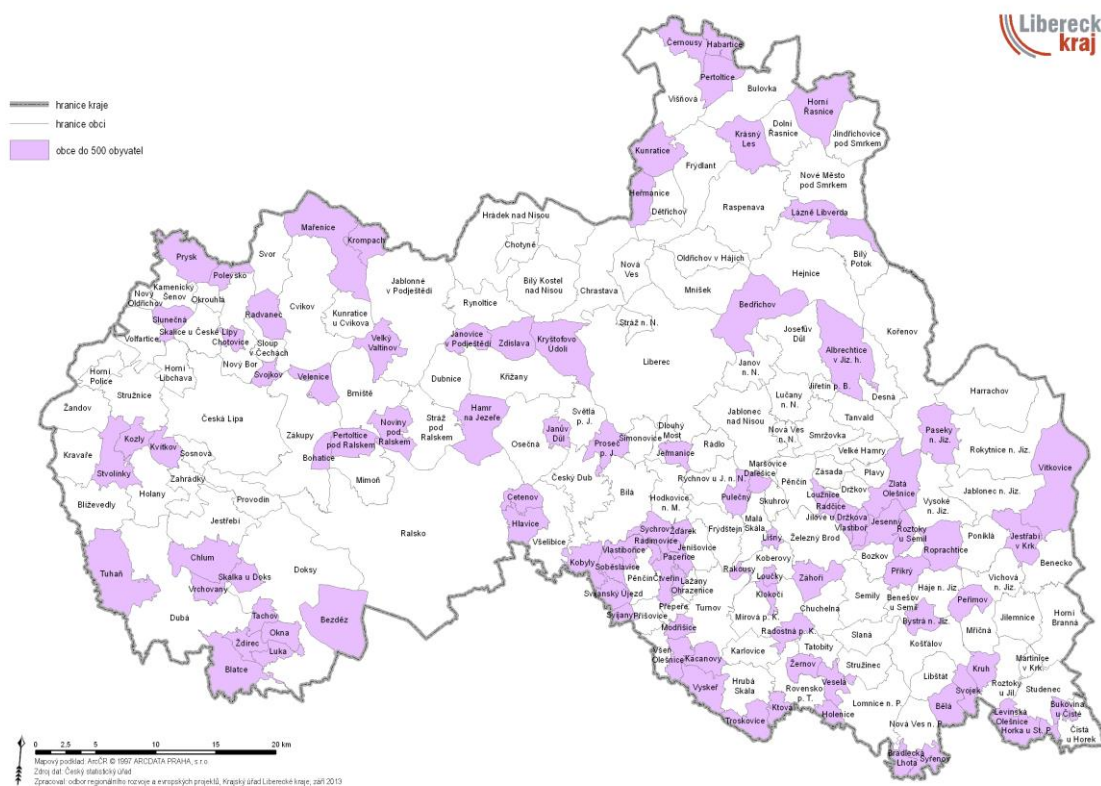 Libereck
kraj
hranice kraje
hranice obcí
obce do 500 obyvatel
Černousy
Habartice
Pertoltice
Višňová
Bulovka
Horní
Řasnice
Dolní
Řasnice
Krásný
Les
Jindřichovice
pod Smrkem
Kunratice
Frýdlant
Nové Město
pod Smrkem
Heřmanice
Dětřichov
Raspenava
Lázně Libverda
Mařenice
Hrádek nad Nisou
Krompach
Chotyně
Bílý
Potok
Prysk
Svor
Polevsko
Nová
Ves
Oldřichov v Hájích
Hejnice
Jablonné
v Podještědí
Bílý Kostel
nad Nisou
Chrastava
Mníšek
Kamenický
Šenov
Nový
Oldřichov
Okrouhlá
Cvikov
Rynoltice
Bedřichov
Slunečná
Radvanec
Kunratice
u Cvikova
Stráž n. N.
Josefův
Důl
Kořenov
Skalice u České Lípy
Volfartice
Chotovice
Sloup
v Čechách
Velký
Valtinov
Janovice
v Podještědí
Zdislava
Kryštofovo
Údolí
Albrechtice
v Jiz. h.
Nový Bor
Svojkov
Liberec
Janov
n. N.
Horní
Police
Horní
Libchava
Velenice
Dubnice
Křižany
Jiřetín p. B.
Desná
Harrachov
Stružnice
Brniště
Lučany
n. N.
Žandov
Česká Lípa
Stráž
pod
Ralskem
Hamr
na Jezeře
Světlá
p. J.
Jablonec
nad Nisou
Tanvald
Paseky
n. Jiz.
Noviny
pod
Ralskem
Janův
Důl
Dlouhý
Most
Nová Ves
n. N.
Smržovka
Kozly
Kvítkov
Zákupy
Pertoltice
pod Ralskem
Osečná
Proseč
p. J.
Šimonovice
Jeřmanice
Rádlo
Velké Hamry
Rokytnice n. Jiz.
Kravaře
Sosnová
Bohatice
Maršovice
Dalešice
Zásada
Plavy
Vítkovice
Stvolínky
Zahrádky
Mimoň
Český Dub
Rychnov u J. n. N.
Pěnčín
Držkov
Zlatá
Olešnice
Blíževedly
Holany
Provodín
Cetenov
Bílá
Hodkovice
n. M.
Pulečný
Skuhrov
Loužnice
Radčice
Vysoké
n. Jiz.
Jablonec n. Jiz.
Jestřebí
Hlavice
Frýdštejn
Malá
Skála
Jílové u Držkova
Vlastiboř
Jesenný
Roztoky
u Semil
Poniklá
Jestřabí
v Krk.
Ralsko
Všelibice
Sychrov
Žďárek
Líšný
Železný Brod
Chlum
Doksy
Vlastibořice
Radimovice
Jenišovice
Paceřice
Koberovy
Bozkov
Roprachtice
Benecko
Tuhaň
Skalka u Doks
Kobyly
Soběslavice
Rakousy
Loučky
Záhoří
Příkrý
Háje n. Jiz.
Víchová
n. Jiz.
Vrchovany
Pěnčín
Čtveřín
Lažany
Ohrazenice
Klokočí
Semily
Benešov
u Semil
Peřimov
Dubá
Tachov
Bezděz
Svijanský Újezd
Svijany
Příšovice
Přepeře
Turnov
Mírová p. K.
Chuchelna
Bystrá n. Jiz.
Jilemnice
Horní
Branná
Okna
Modřišice
Radostná p. K.
Slaná
Košťálov
Mříčná
Ždírec
Luka
Všeň
Olešnice
Kacanovy
Karlovice
Tatobity
Martinice
v Krk.
Blatce
Vyskeř
Hrubá
Skála
Žernov
Stružinec
Libštát
Kruh
Roztoky
u Jil.
Studenec
Rovensko
p. T.
Veselá
Svojek
Troskovice
Ktová
Holenice
Lomnice n. P.
Bělá
Levínská
Olešnice
Bukovina
u Čisté
Nová Ves n. P.
Horka u St. P.
Čistá
u Horek
Bradlecká
Lhota
Syřenov
0 2,5 5 10 15 20 km
Mapový podklad: ArcČR © 1997 ARCDATA PRAHA, s.r.o.
Zdroj dat: Český statistický úřad
Zpracoval: odbor regionálního rozvoje a evropských projektů, Krajský úřad Libereckého kraje, září 2013